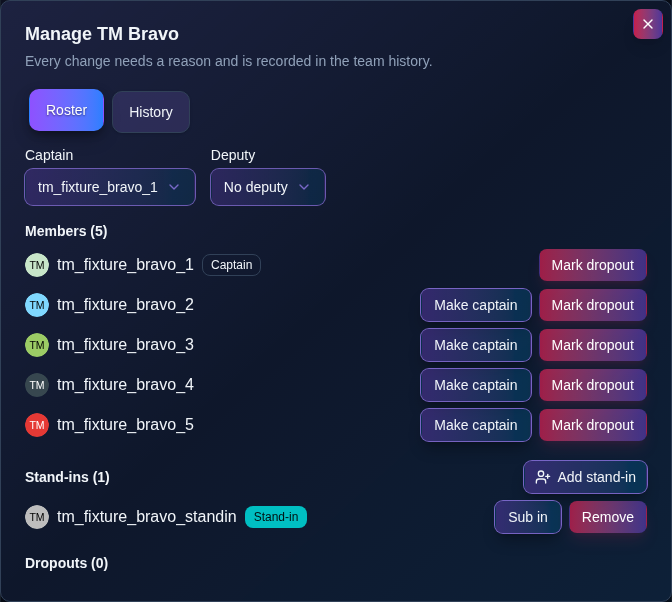 Manage TM Bravo
Every change needs a reason and is recorded in the team history.
Roster History
Captain Deputy
tm_fixture_bravo_1 No deputy
Members (5)
TM tm_fixture_bravo_1 Captain Mark dropout
TM tm_fixture_bravo_2 Make captain Mark dropout
TM tm_fixture_bravo_3 Make captain Mark dropout
TM tm_fixture_bravo_4 Make captain Mark dropout
TM tm_fixture_bravo_5 Make captain Mark dropout
Stand-ins (1) Add stand-in
TM tm_fixture_bravo_standin Stand-in Sub in Remove
Dropouts (0)